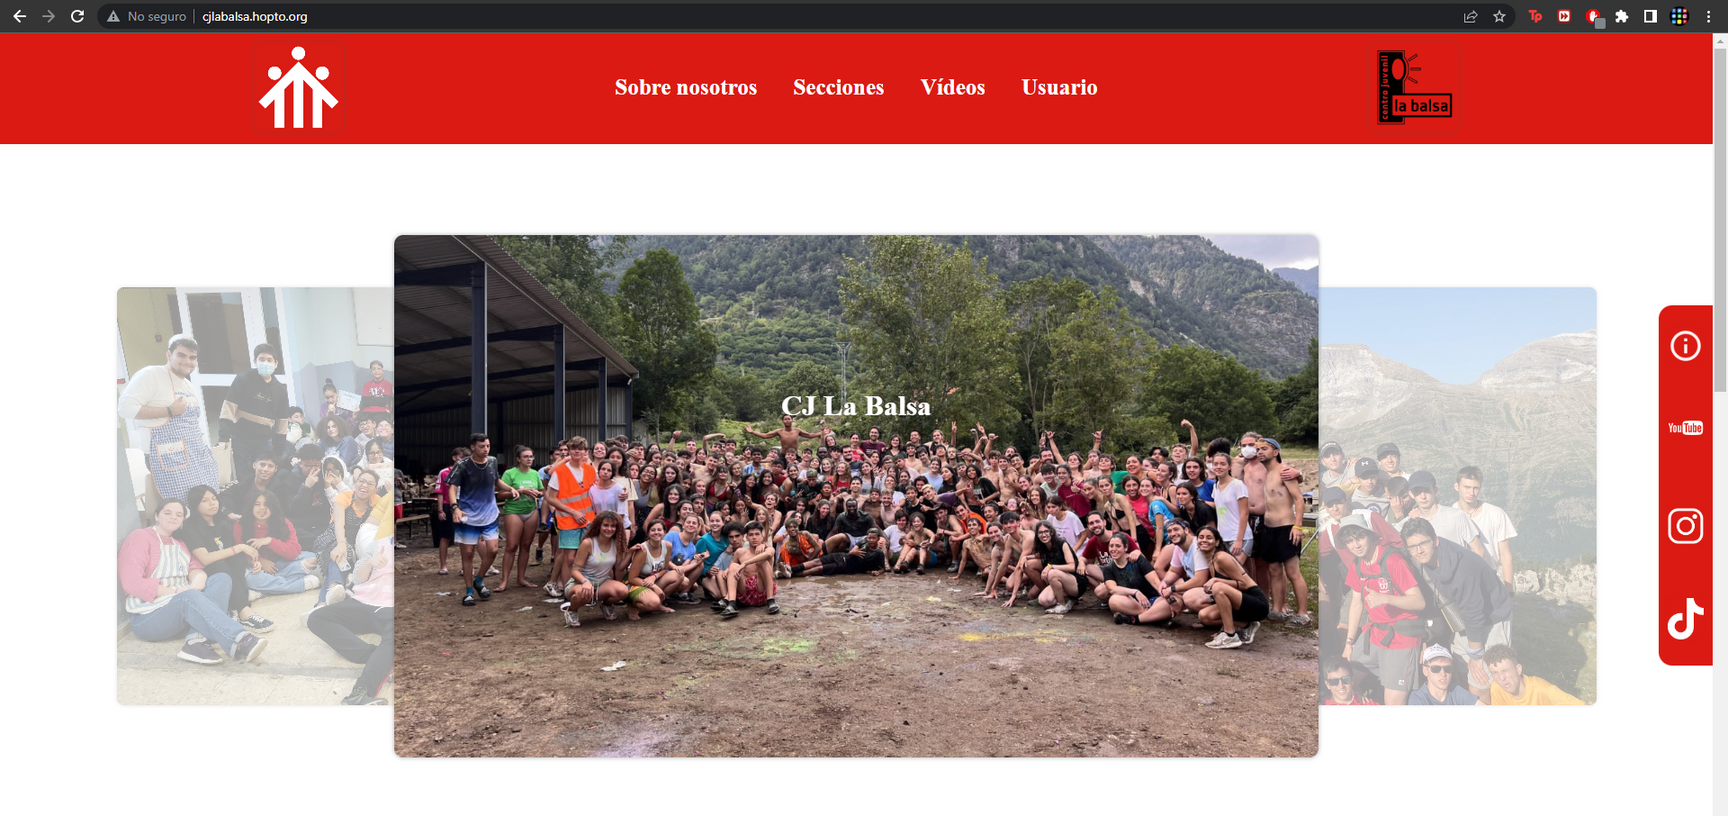 No seguro
cjlabalsa.hopto.org
Sobre nosotros
Secciones
Vídeos
Usuario
centro juvenil
la balsa
CJ La Balsa
YouTube